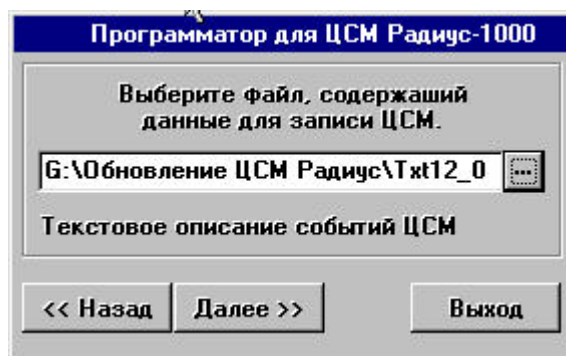 Программатор для ЦСМ Радиус-1000
Выберите файл, содержаший
данные для записи ЦСМ.
G:\Обновление ЦСМ Радиус\Txt12_0
...
Текстовое описание событий ЦСМ
<< Назад
Далее >>
Выход